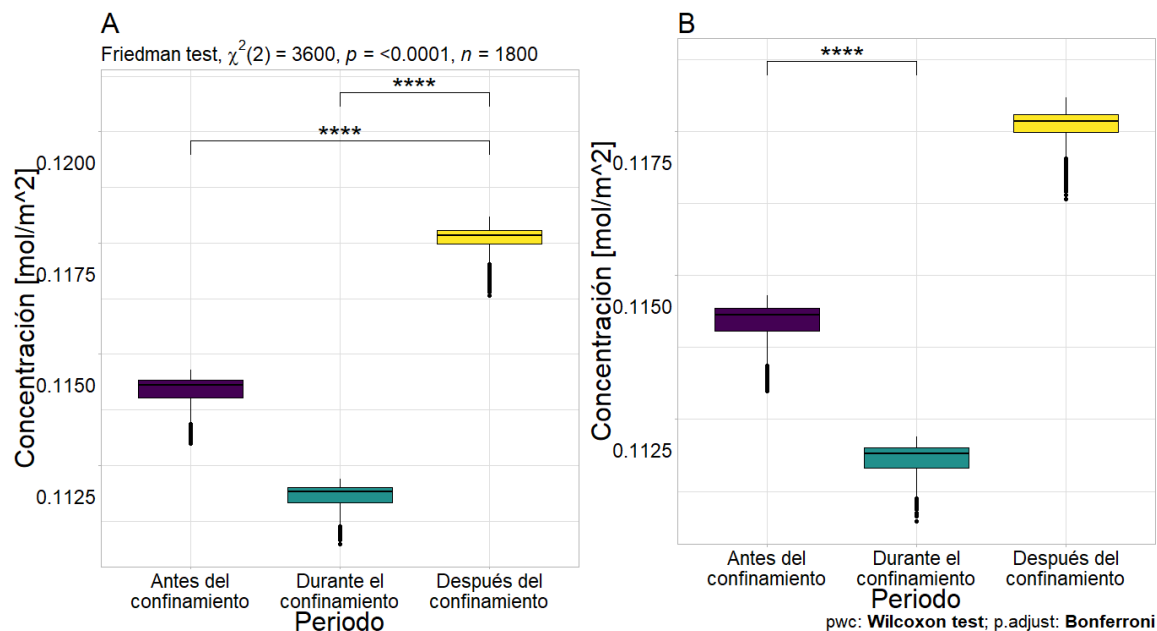 A
Friedman test, χ²(2) = 3600, p = <0.0001, n = 1800
****
****
Concentración [mol/m^2]
0.1200
0.1175
0.1150
0.1125
Antes del confinamiento
Durante el confinamiento
Después del confinamiento
Periodo
B
****
Concentración [mol/m^2]
0.1175
0.1150
0.1125
Antes del confinamiento
Durante el confinamiento
Después del confinamiento
Periodo
pwc: Wilcoxon test; p.adjust: Bonferroni